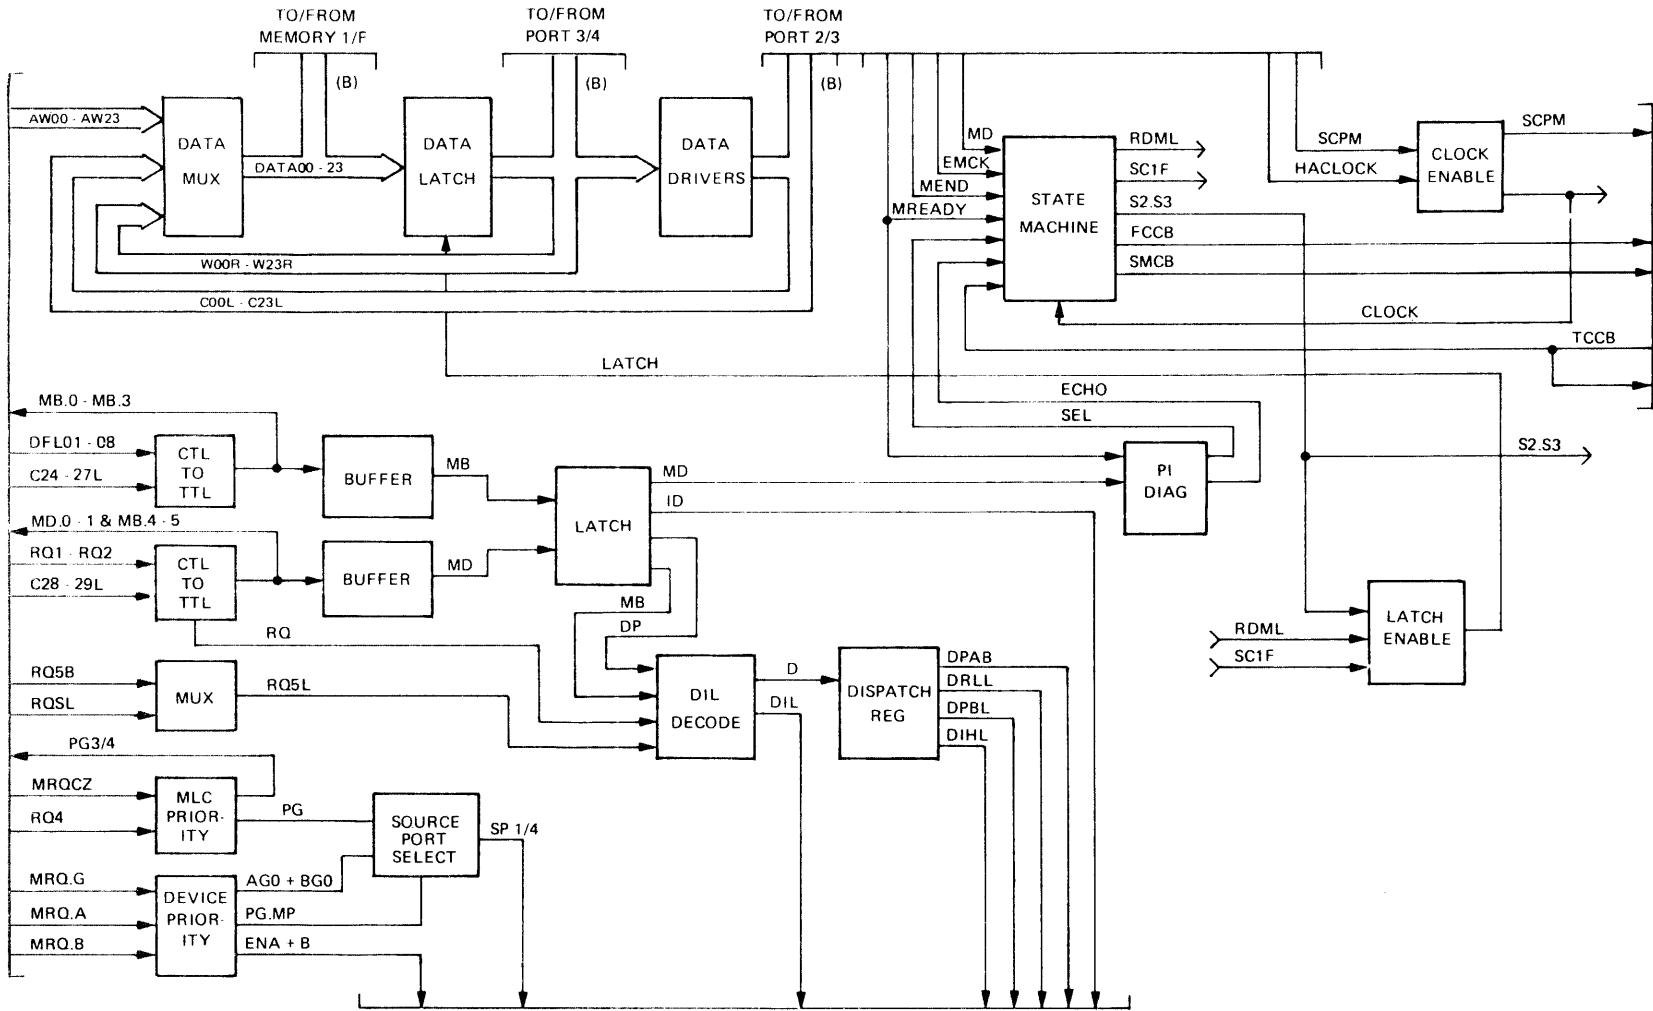 TO/FROM
MEMORY 1/F
TO/FROM
PORT 3/4
TO/FROM
PORT 2/3
(B)
(B)
(B)
AW00 - AW23
DATA
MUX
DATA00 - 23
DATA
LATCH
DATA
DRIVERS
W00R - W23R
C00L - C23L
LATCH
MD
EMCK
MEND
MREADY
STATE
MACHINE
RDML
SC1F
S2.S3
FCCB
SMCB
SCPM
HACLOCK
CLOCK
ENABLE
SCPM
CLOCK
TCCB
ECHO
SEL
MB.0 - MB.3
DFL01 - 08
C24 - 27L
CTL
TO
TTL
BUFFER
MB
MD.0 - 1 & MB.4 - 5
RQ1 - RQ2
C28 - 29L
CTL
TO
TTL
BUFFER
MD
LATCH
MD
ID
PI
DIAG
S2.S3
MB
DP
RQ
RDML
SC1F
LATCH
ENABLE
RQ5B
RQSL
MUX
RQ5L
DIL
DECODE
D
DIL
DISPATCH
REG
DPAB
DRLL
DPBL
DIHL
PG3/4
MRQCZ
RQ4
MLC
PRIOR-
ITY
PG
SOURCE
PORT
SELECT
SP 1/4
MRQ.G
MRQ.A
MRQ.B
DEVICE
PRIOR-
ITY
AG0 + BG0
PG.MP
ENA + B